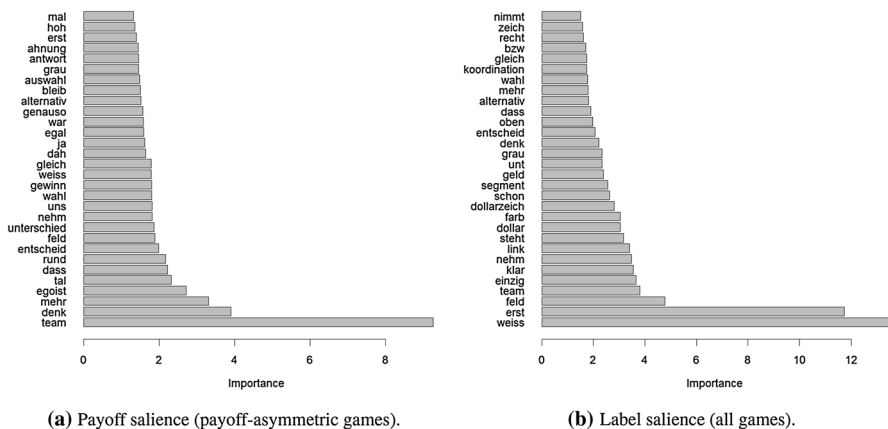 mal
hoh
erst
ahnung
antwort
grau
auswahl
bleib
alternativ
genauso
war
egal
ja
dah
gleich
weiss
gewinn
wahl
uns
nehm
unterschied
feld
entscheid
rund
dass
tal
egoist
mehr
denk
team
0 2 4 6 8
Importance
(a) Payoff salience (payoff-asymmetric games).
nimmt
zeich
recht
bzw
gleich
koordination
wahl
mehr
alternativ
dass
oben
entscheid
denk
grau
unt
geld
segment
schon
dollarzeich
farb
dollar
steht
link
nehm
klar
einzig
team
feld
erst
weiss
0 2 4 6 8 10 12
Importance
(b) Label salience (all games).